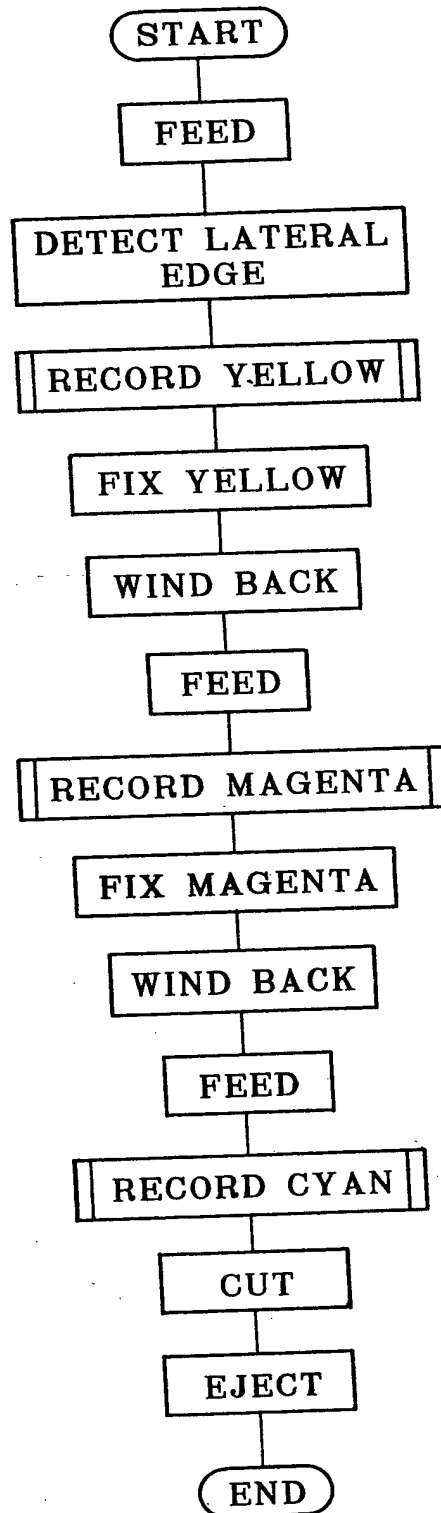 START
FEED
DETECT LATERAL
EDGE
RECORD YELLOW
FIX YELLOW
WIND BACK
FEED
RECORD MAGENTA
FIX MAGENTA
WIND BACK
FEED
RECORD CYAN
CUT
EJECT
END